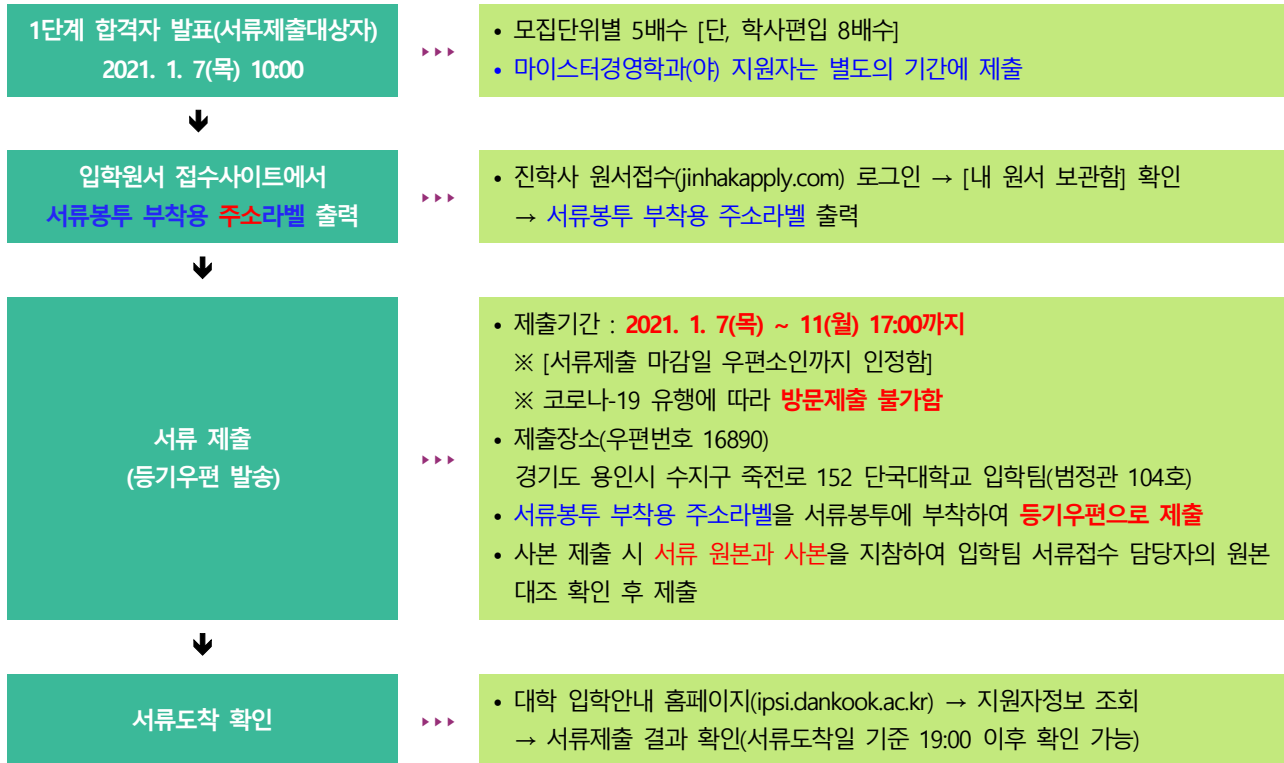 1단계 합격자 발표(서류제출대상자)
2021. 1. 7(목) 10:00
• 모집단위별 5배수 [단, 학사편입 8배수]
• 마이스터경영학과(야) 지원자는 별도의 기간에 제출
입학원서 접수사이트에서
서류봉투 부착용 주소라벨 출력
• 진학사 원서접수(jinhakapply.com) 로그인 → [내 원서 보관함] 확인
→ 서류봉투 부착용 주소라벨 출력
서류 제출
(등기우편 발송)
• 제출기간 : 2021. 1. 7(목) ~ 11(월) 17:00까지
※ [서류제출 마감일 우편소인까지 인정함]
※ 코로나-19 유행에 따라 방문제출 불가함
• 제출장소(우편번호 16890)
경기도 용인시 수지구 죽전로 152 단국대학교 입학팀(범정관 104호)
• 서류봉투 부착용 주소라벨을 서류봉투에 부착하여 등기우편으로 제출
• 사본 제출 시 서류 원본과 사본을 지참하여 입학팀 서류접수 담당자의 원본
대조 확인 후 제출
서류도착 확인
• 대학 입학안내 홈페이지(ipsi.dankook.ac.kr) → 지원자정보 조회
→ 서류제출 결과 확인(서류도착일 기준 19:00 이후 확인 가능)